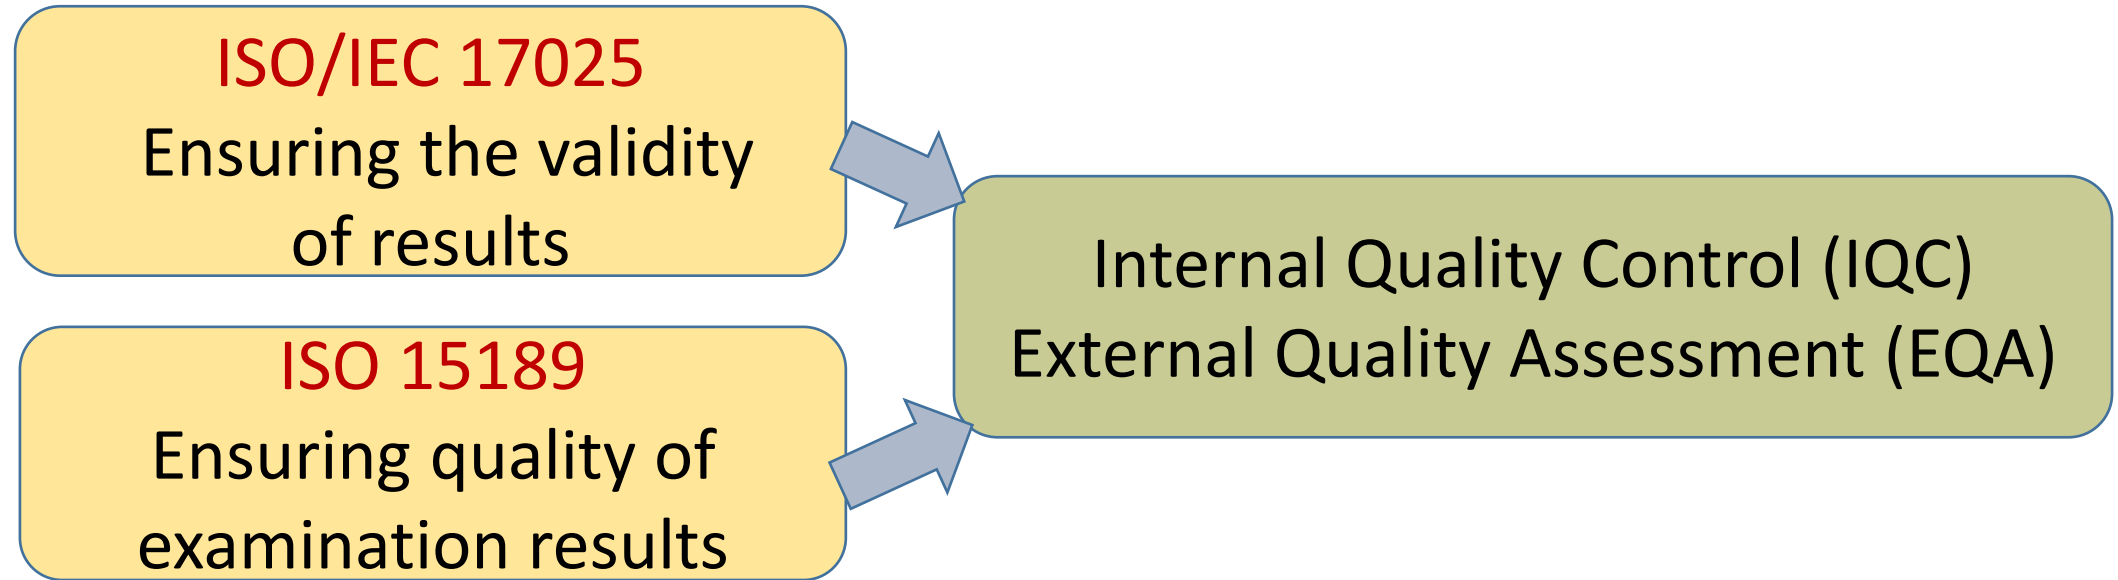 ISO/IEC 17025
Ensuring the validity
of results
ISO 15189
Ensuring quality of
examination results
Internal Quality Control (IQC)
External Quality Assessment (EQA)